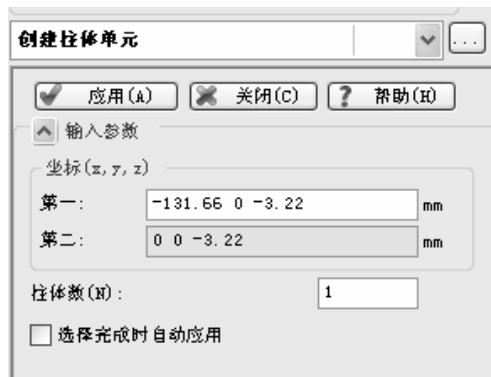 创建柱体单元
...
应用(A) 关闭(C) ? 帮助(H)
输入参数
坐标(x,y,z)
第一: -131.66 0 -3.22 mm
第二: 0 0 -3.22 mm
柱体数(N): 1
选择完成时自动应用